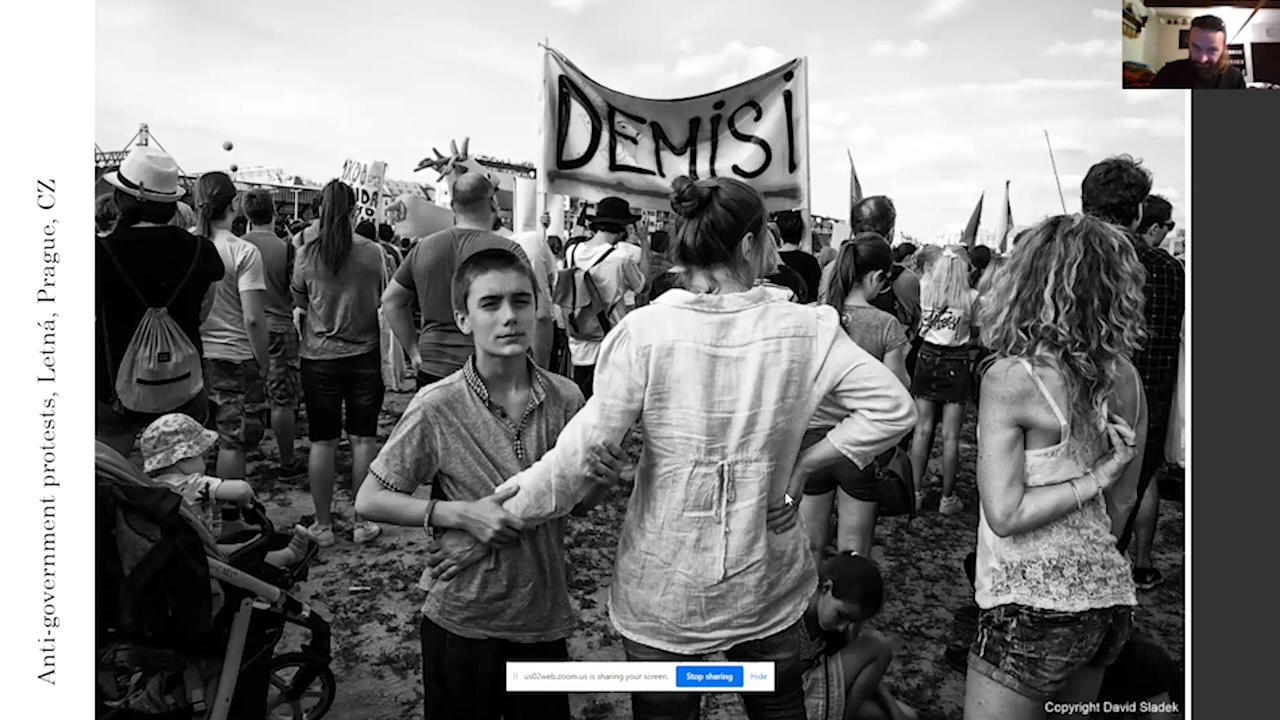 Anti-government protests, Letná, Prague, CZ
DEMiSi
us02web.zoom.us is sharing your screen.
Stop sharing
Hide
Copyright David Sladek